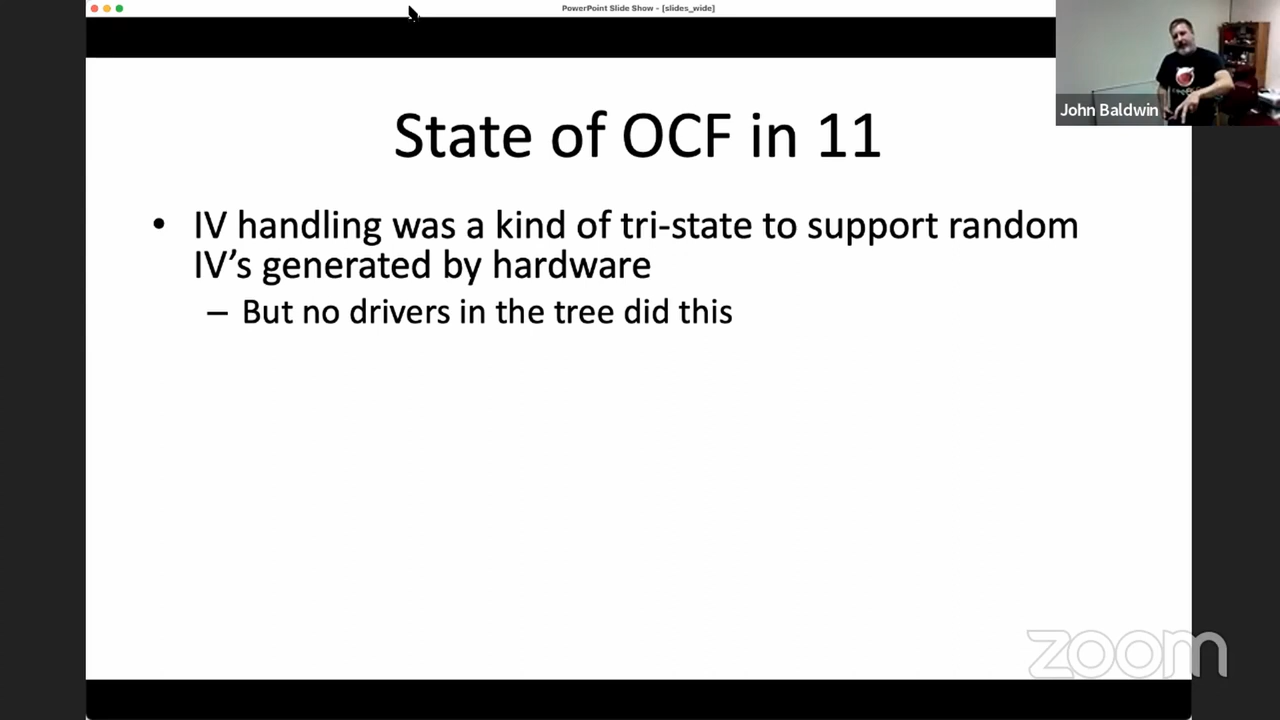 PowerPoint Slide Show - [slides_wide]
John Baldwin
State of OCF in 11
• IV handling was a kind of tri-state to support random
IV’s generated by hardware
– But no drivers in the tree did this
zoom